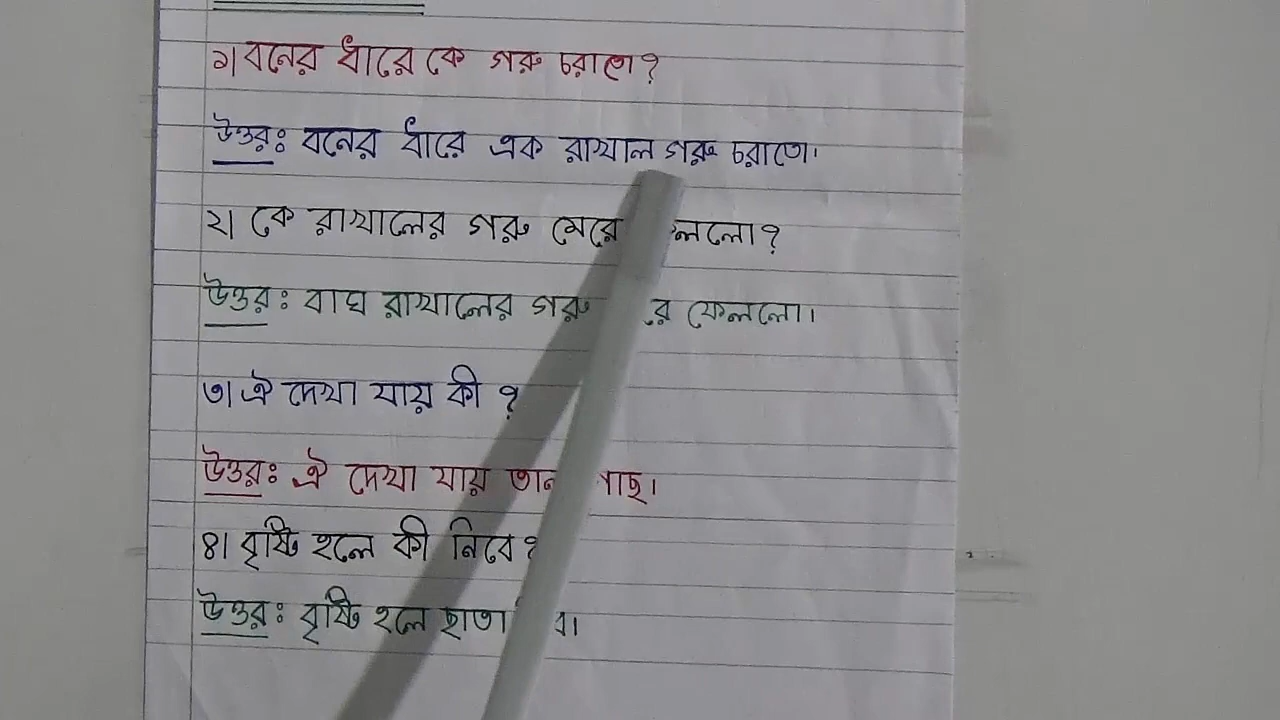 ১। বনের ধারে কে গরু চরাতো?
উত্তরঃ বনের ধারে এক রাখাল গরু চরাতো।
২। কে রাখালের গরু মেরে ললো?
উত্তরঃ বাঘ রাখালের গরু রে ফেললো।
৩। ঐ দেখা যায় কী ?
উত্তরঃ ঐ দেখা যায় তাল গাছ।
৪। বৃষ্টি হলে কী নিবে?
উত্তরঃ বৃষ্টি হলে ছাতা